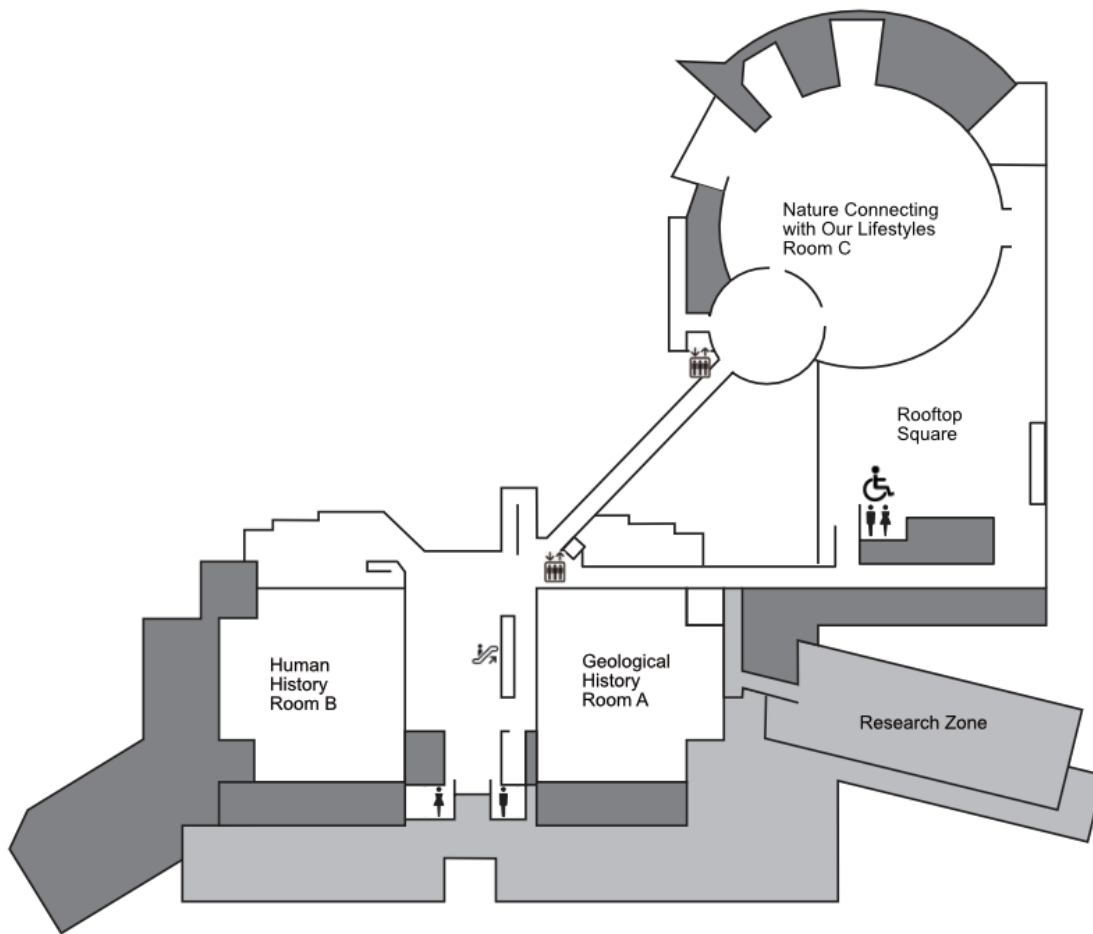 Nature Connecting
with Our Lifestyles
Room C
Rooftop
Square
Human
History
Room B
Geological
History
Room A
Research Zone